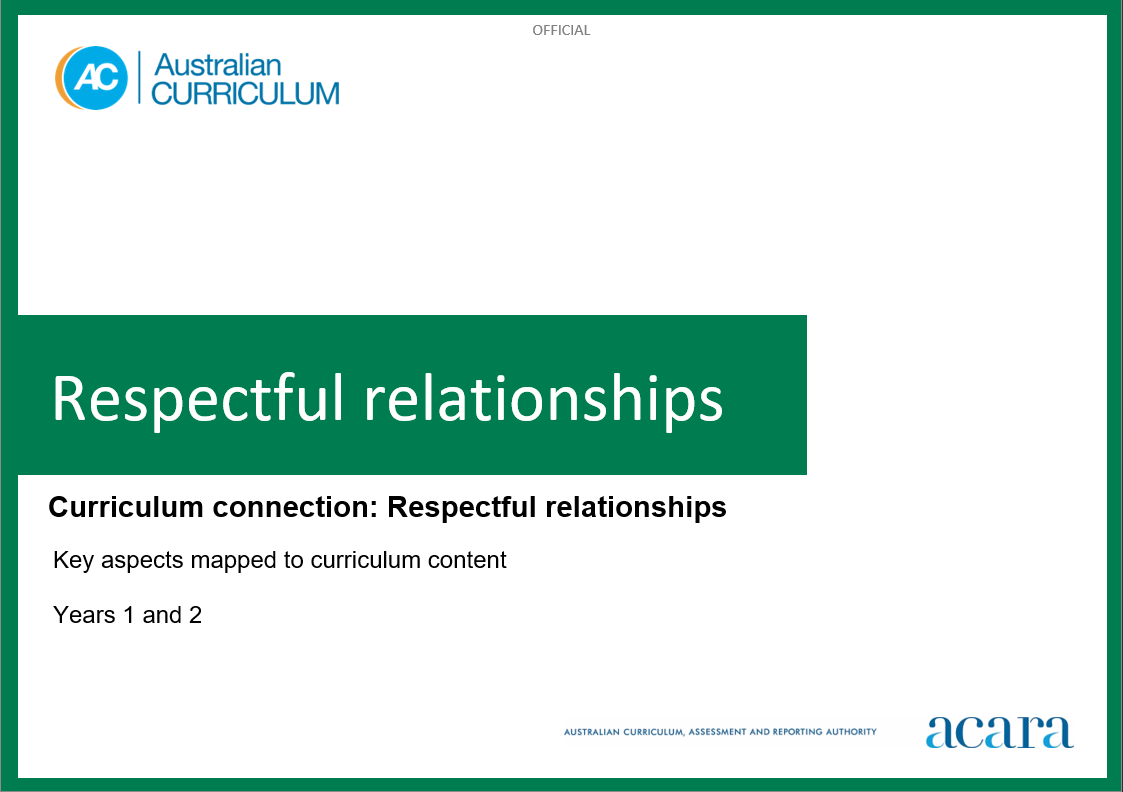 OFFICIAL
AC
Australian
CURRICULUM
Respectful relationships
Curriculum connection: Respectful relationships
Key aspects mapped to curriculum content
Years 1 and 2
AUSTRALIAN CURRICULUM, ASSESSMENT AND REPORTING AUTHORITY
acara